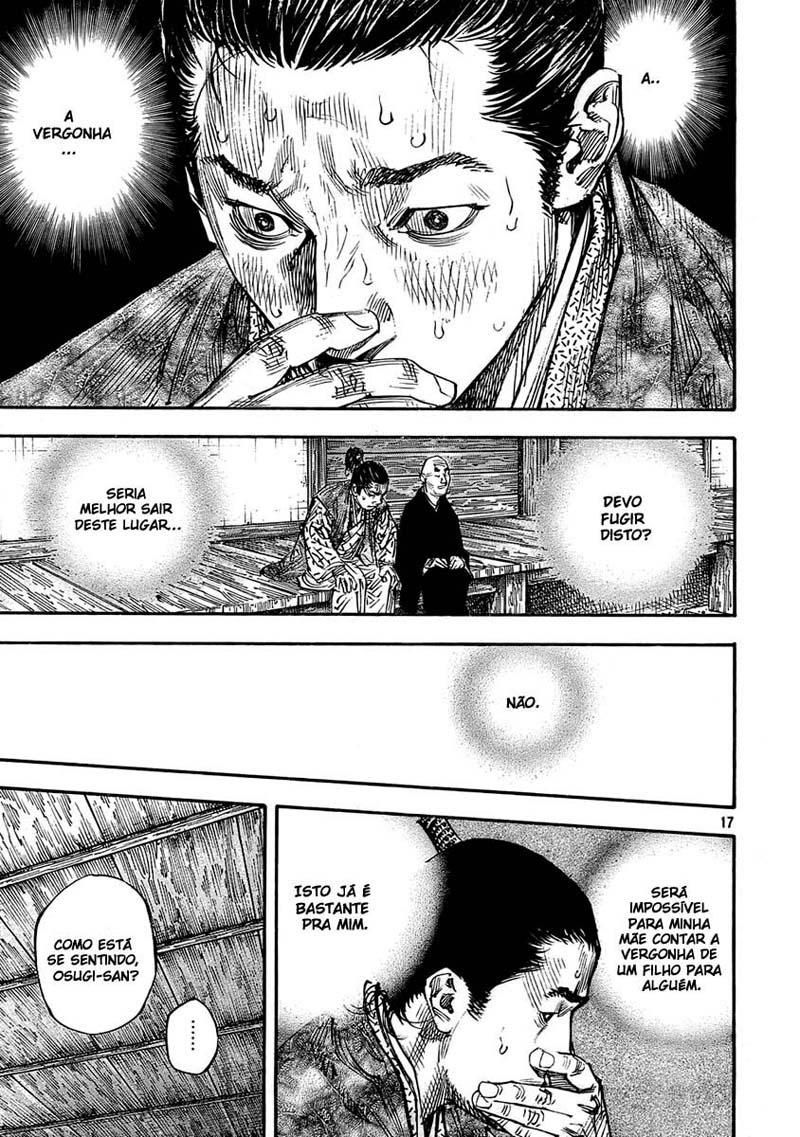 A..
A
VERGONHA
...
DEVO
FUGIR
DISTO?
SERIA
MELHOR SAIR
DESTE LUGAR..
NÃO.
17
SERÁ
IMPOSSÍVEL
PARA MINHA
MÃE CONTAR A
VERGONHA DE
UM FILHO PARA
ALGUÉM.
ISTO JÁ É
BASTANTE
PRA MIM.
COMO ESTÁ
SE SENTINDO,
OSUGI-SAN?
......